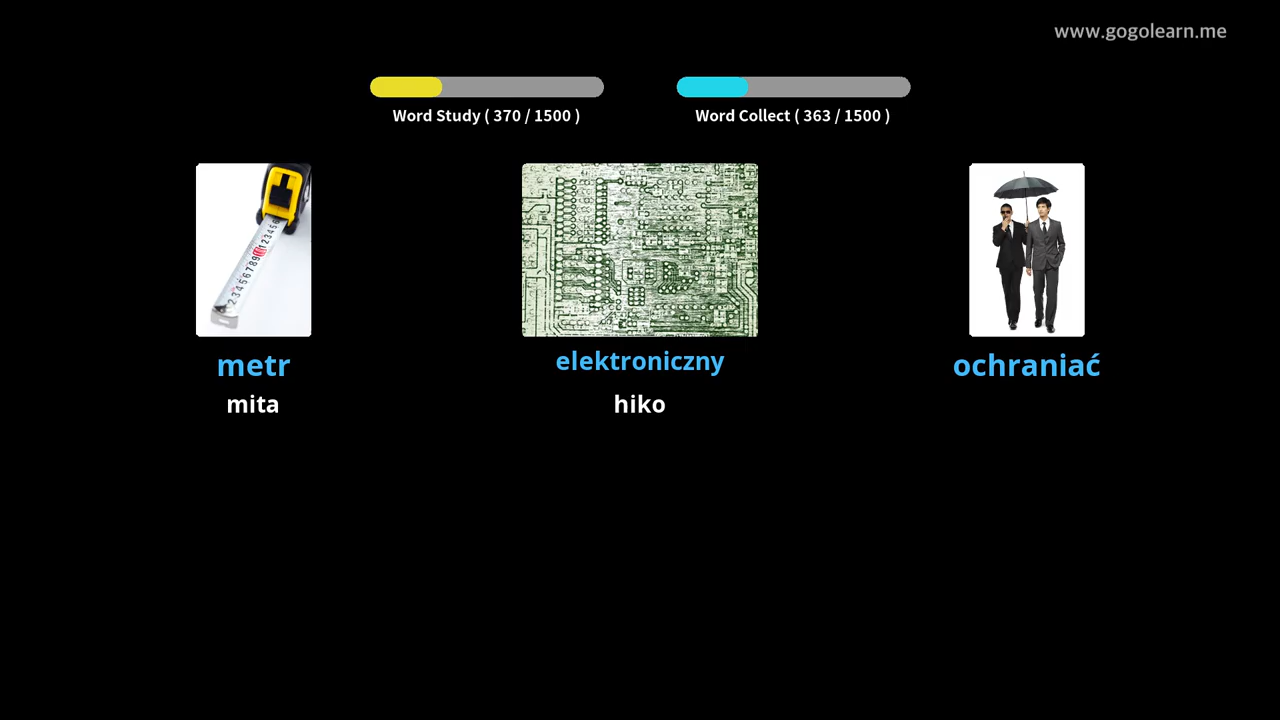 www.gogolearn.me
Word Study ( 370 / 1500 )
Word Collect ( 363 / 1500 )
metr
elektroniczny
ochraniać
mita
hiko